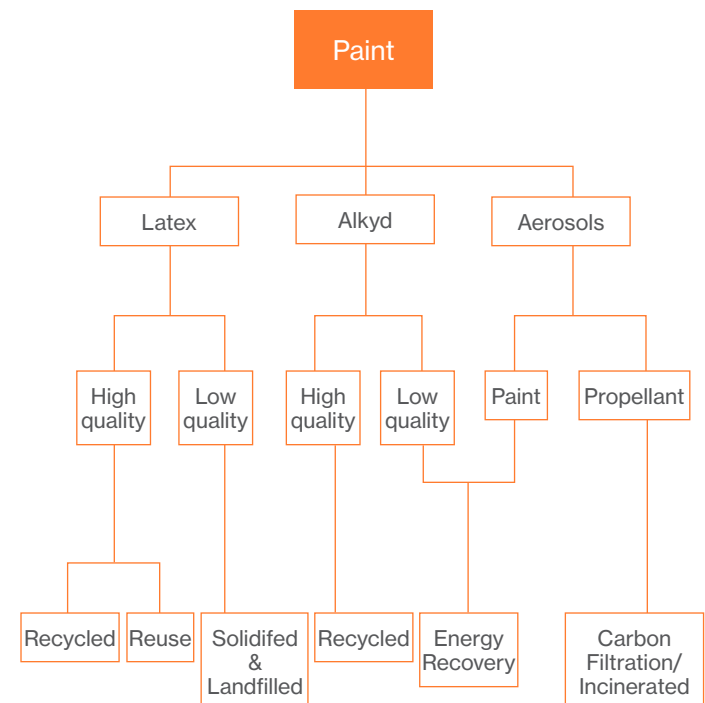 Paint
Latex
Alkyd
Aerosols
High
quality
Low
quality
High
quality
Low
quality
Paint
Propellant
Recycled
Reuse
Solidifed
&
Landfilled
Recycled
Energy
Recovery
Carbon
Filtration/
Incinerated